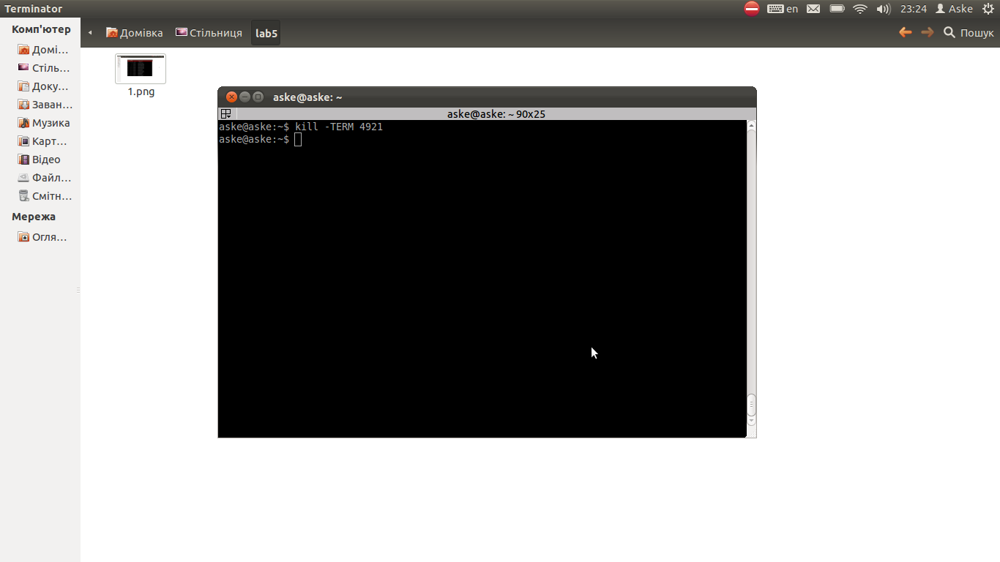 Terminator
en
23:24
Aske
Комп'ютер
Домі...
Стіль...
Доку...
Заван...
Музика
Карт...
Відео
Файл...
Смітн...
Мережа
Огля...
Домівка
Стільниця
lab5
Пошук
1.png
aske@aske: ~
aske@aske: ~ 90x25
aske@aske:~$ kill -TERM 4921
aske@aske:~$